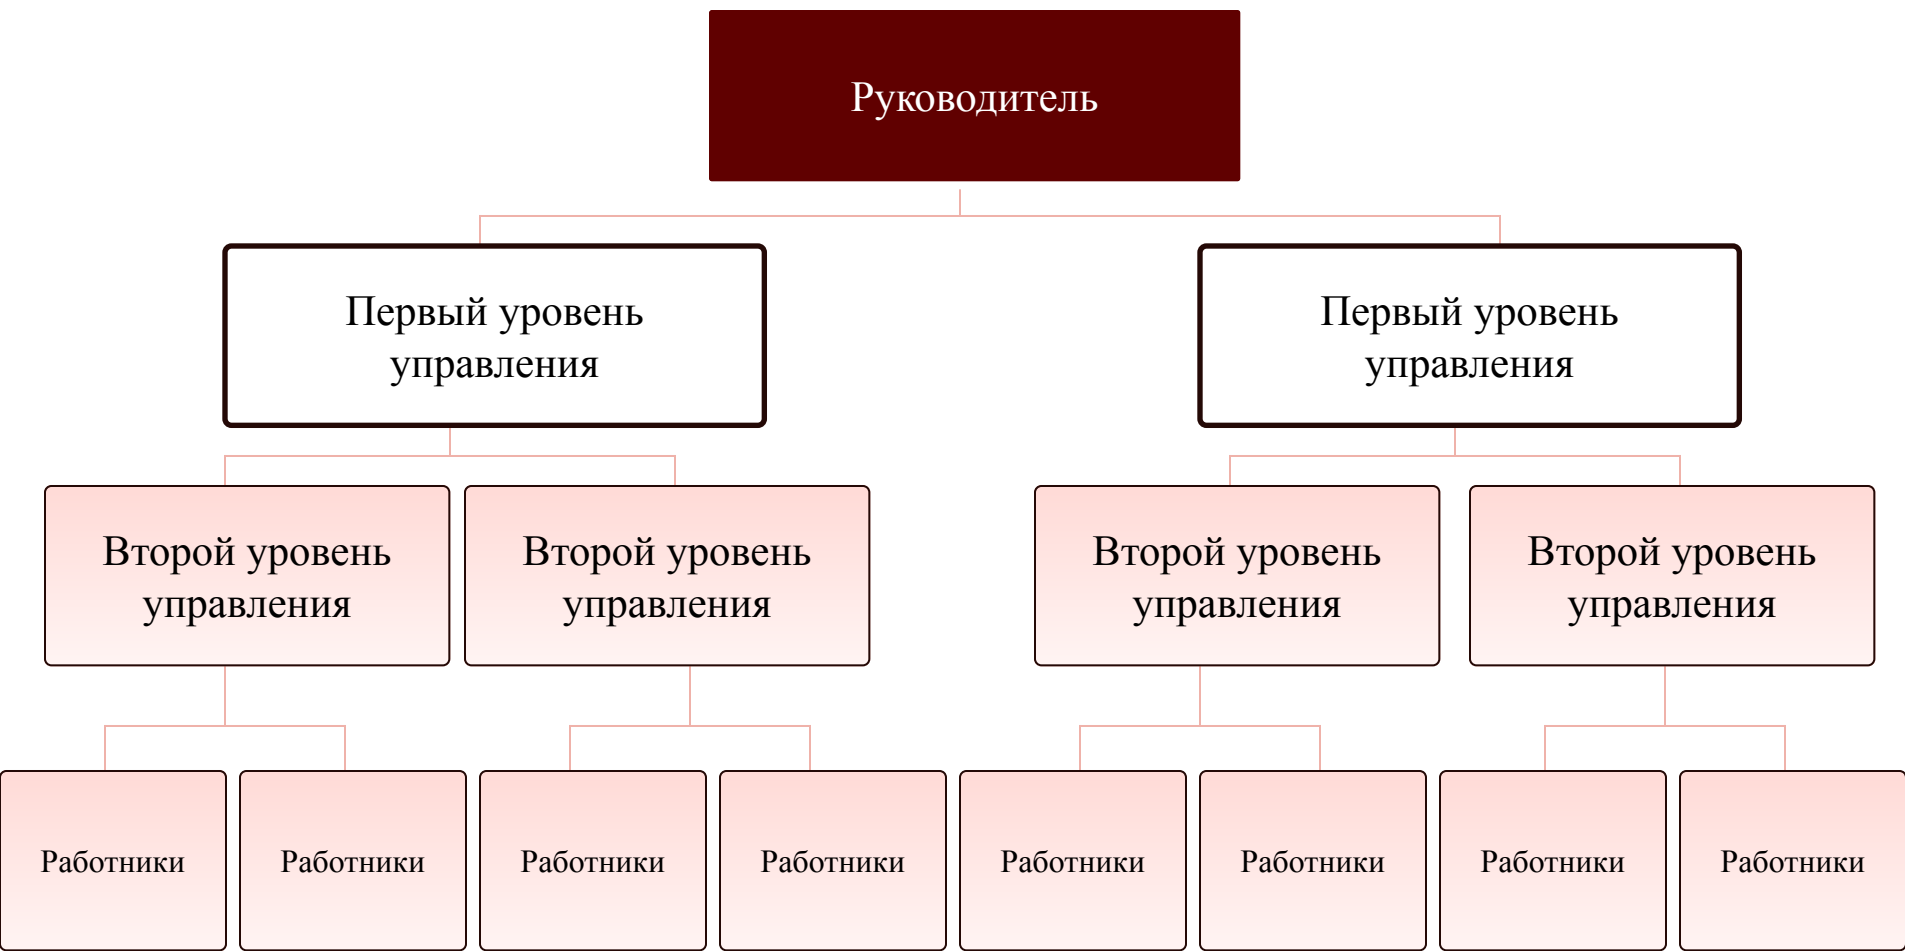 Руководитель
Первый уровень
управления
Первый уровень
управления
Второй уровень
управления
Второй уровень
управления
Второй уровень
управления
Второй уровень
управления
Работники
Работники
Работники
Работники
Работники
Работники
Работники
Работники